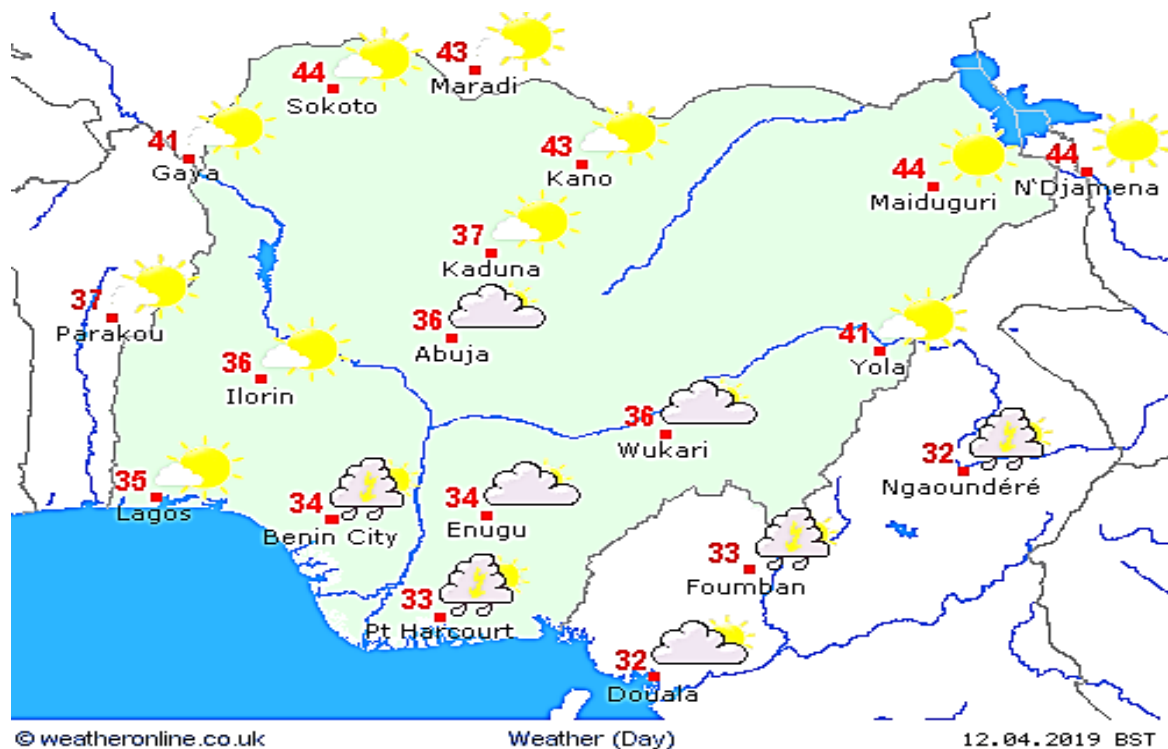 43
Maradi
44
Sokoto
41
Gaya
43
Kano
44
Maiduguri
44
N'Djamena
37
Kaduna
37
Parakou
36
Abuja
41
Yola
36
Ilorin
36
Wukari
32
Ngaoundéré
35
Lagos
34
Benin City
34
Enugu
33
Foumban
33
Pt Harcourt
32
Douala
© weatheronline.co.uk
Weather (Day)
12.04.2019 BST